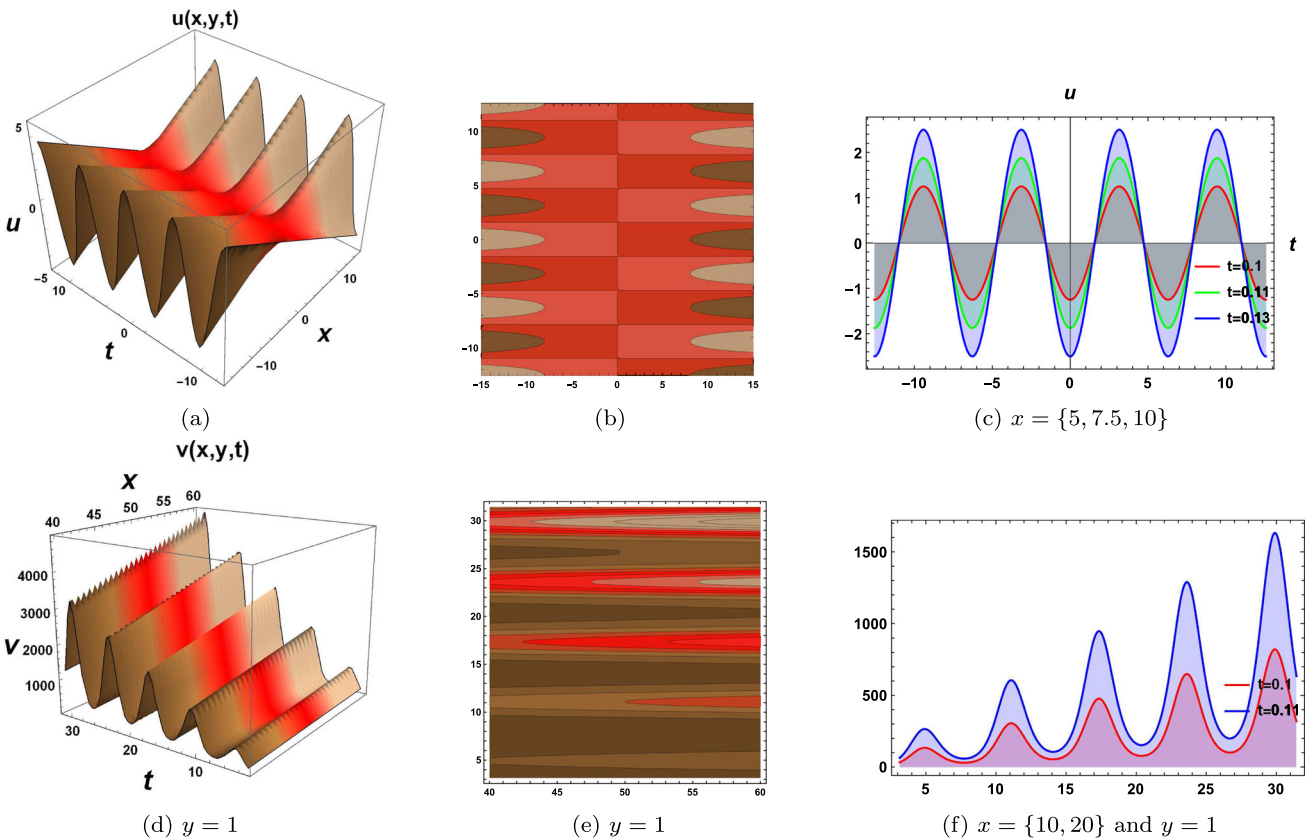 u(x,y,t)
5
0
−5
u
10
0
−10
t
10
0
−10
x
(a)
10
5
0
−5
−10
−15 −10 −5 0 5 10 15
(b)
u
2
1
0
−1
−2
−10 −5 0 5 10
t
t=0.1
t=0.11
t=0.13
(c) x = {5, 7.5, 10}
v(x,y,t)
x
40 45 50 55 60
4000
3000
2000
1000
v
30 20 10
t
(d) y = 1
30
25
20
15
10
5
40 45 50 55 60
(e) y = 1
1500
1000
500
0
5 10 15 20 25 30
t=0.1
t=0.11
(f) x = {10, 20} and y = 1